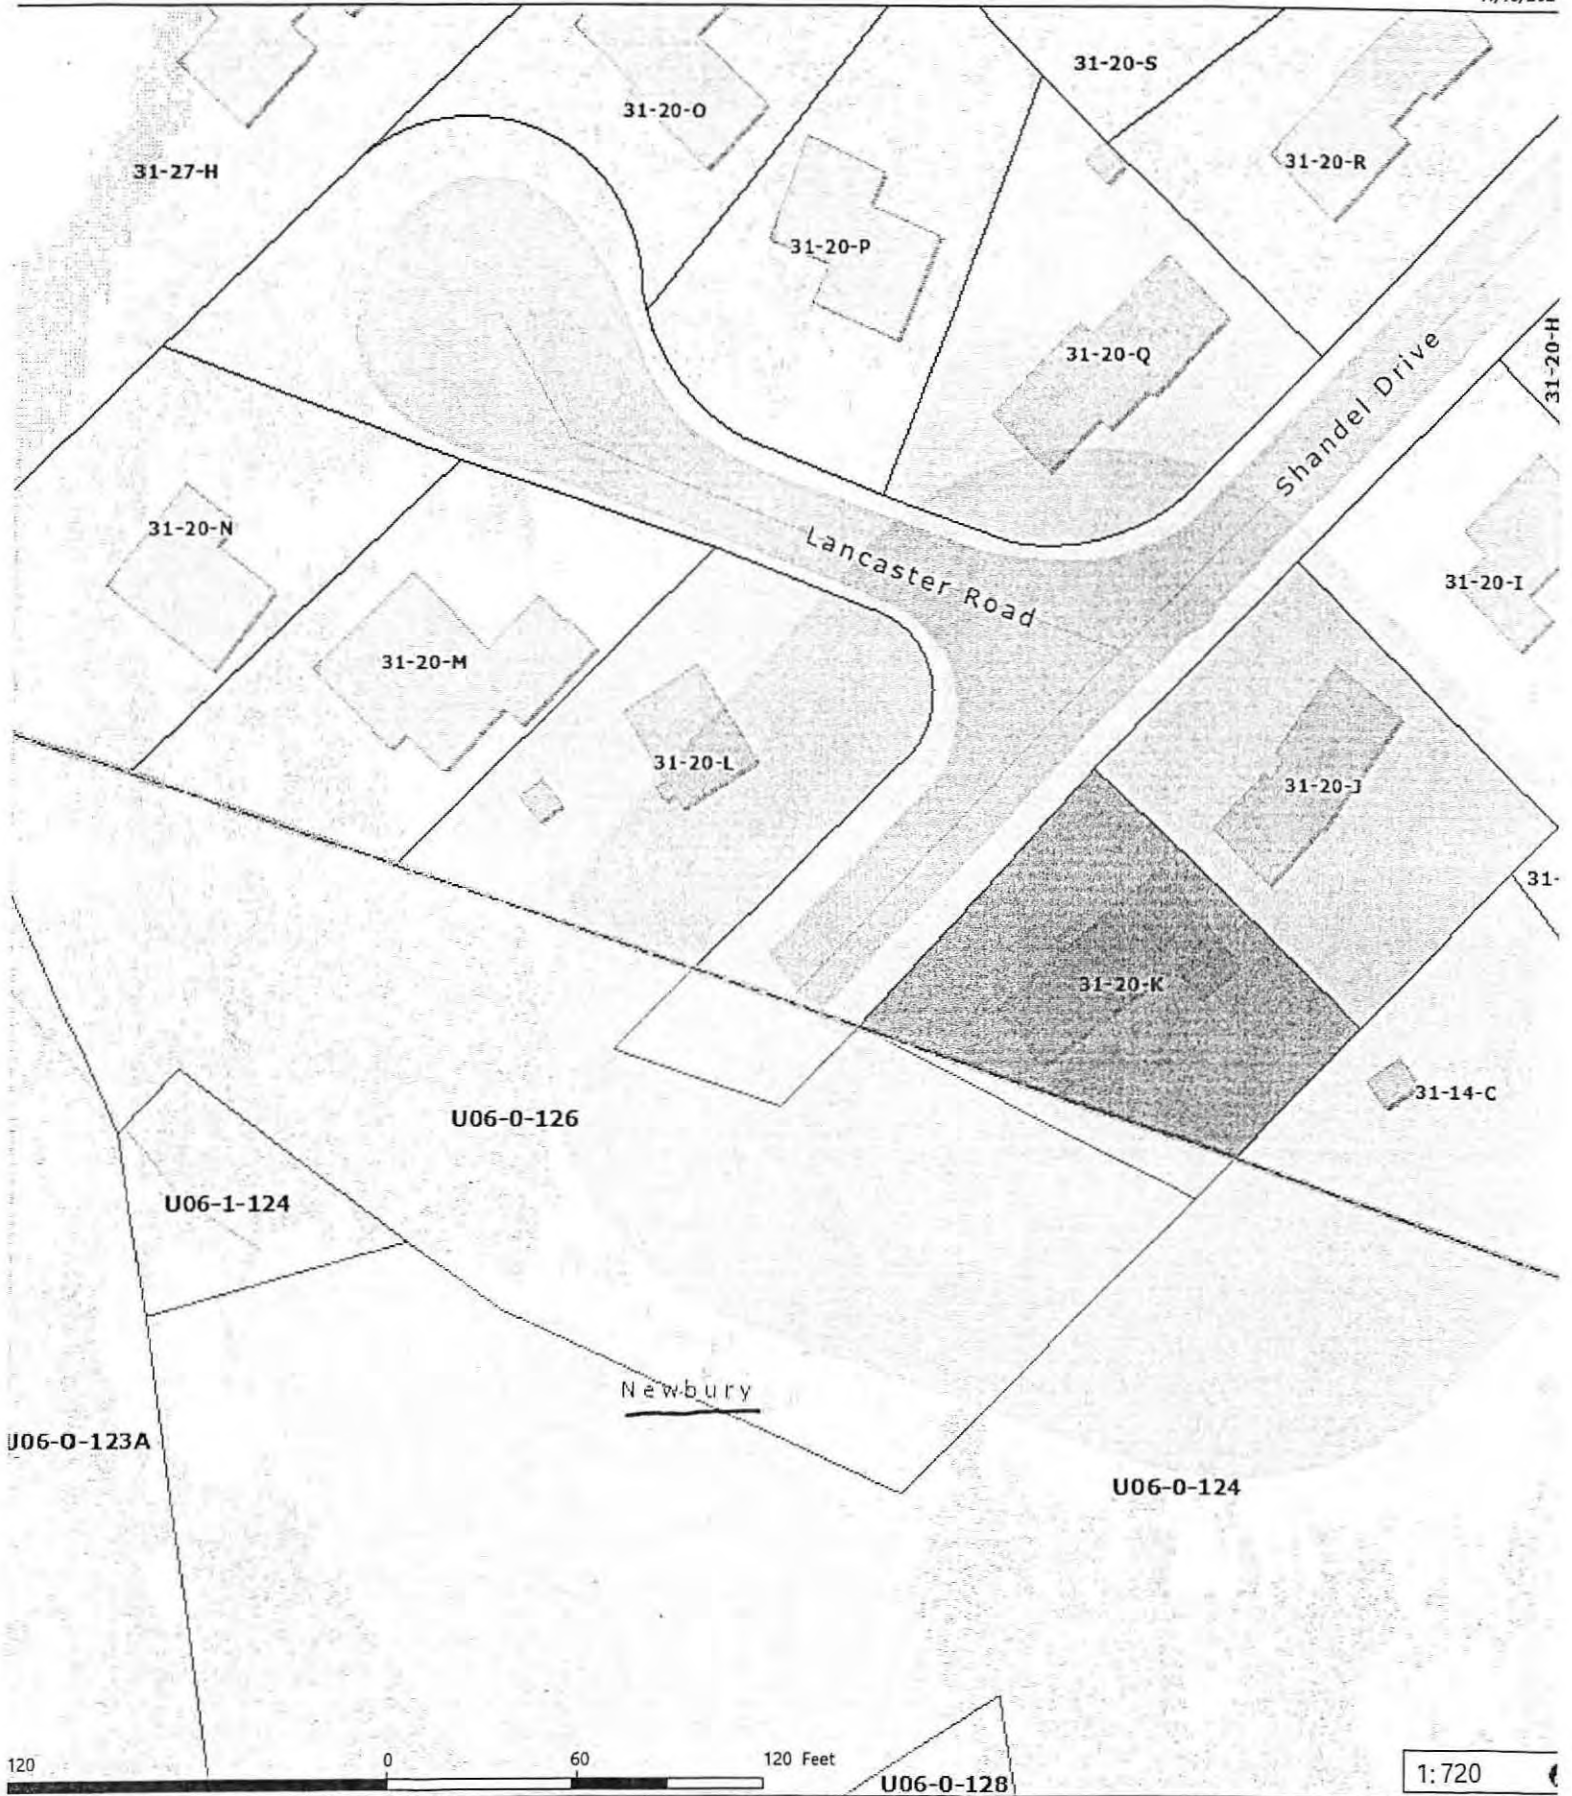 31-20-S
31-20-O
31-27-H
31-20-R
31-20-P
31-20-Q
31-20-H
Shandel Drive
31-20-N
Lancaster Road
31-20-I
31-20-M
31-20-L
31-20-J
31-
31-20-K
31-14-C
U06-0-126
U06-1-124
Newbury
U06-0-123A
U06-0-124
120 0 60 120 Feet
U06-0-128
1:720